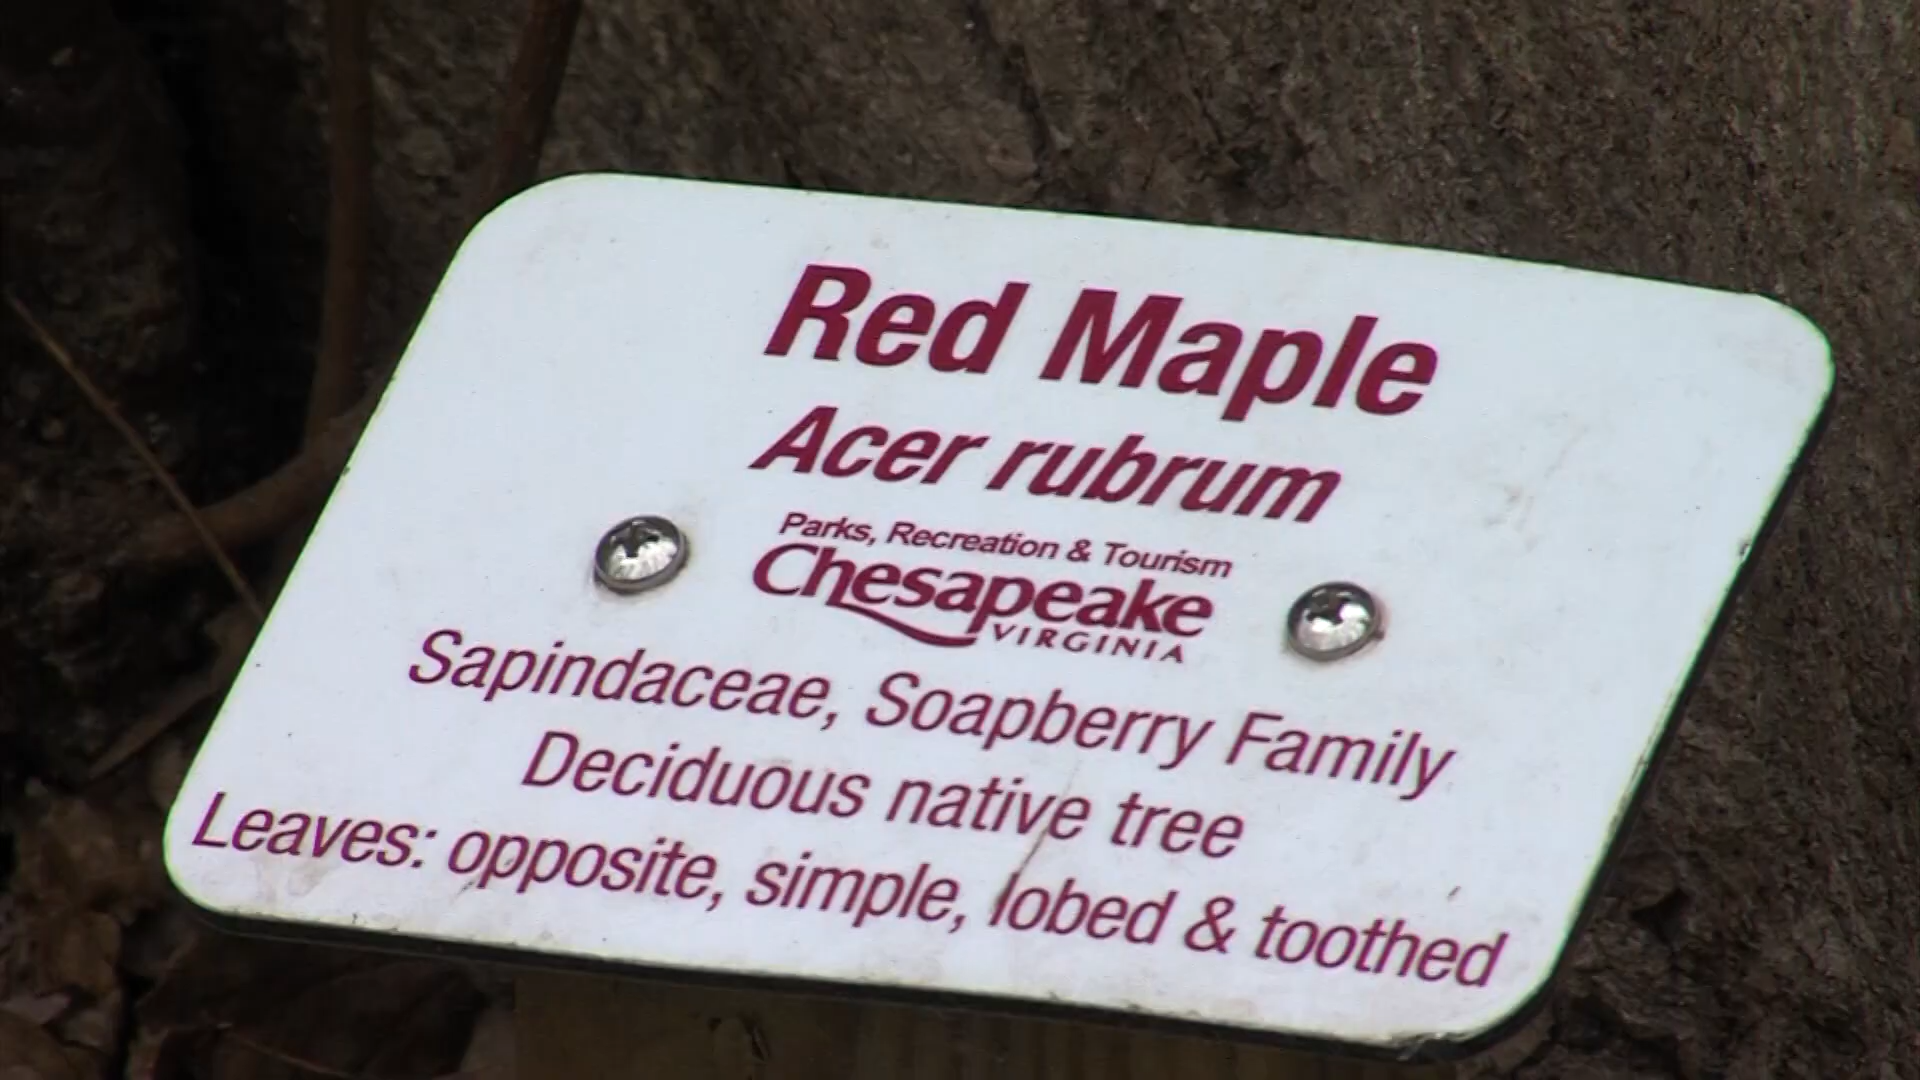 Red Maple
Acer rubrum
Parks, Recreation & Tourism
Chesapeake
VIRGINIA
Sapindaceae, Soapberry Family
Deciduous native tree
Leaves: opposite, simple, lobed & toothed